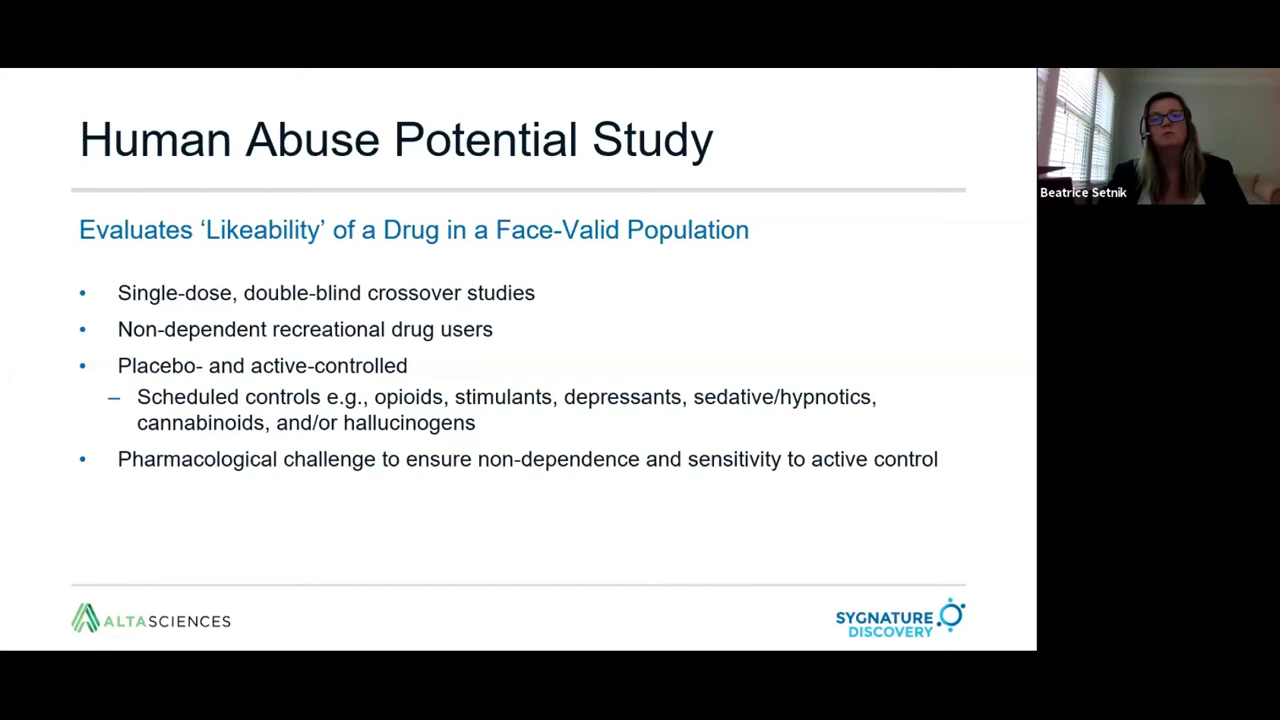 Human Abuse Potential Study
Evaluates ‘Likeability’ of a Drug in a Face-Valid Population
• Single-dose, double-blind crossover studies
• Non-dependent recreational drug users
• Placebo- and active-controlled
– Scheduled controls e.g., opioids, stimulants, depressants, sedative/hypnotics,
cannabinoids, and/or hallucinogens
• Pharmacological challenge to ensure non-dependence and sensitivity to active control
ALTASCIENCES
SYGNATURE
DISCOVERY
Beatrice Setnik